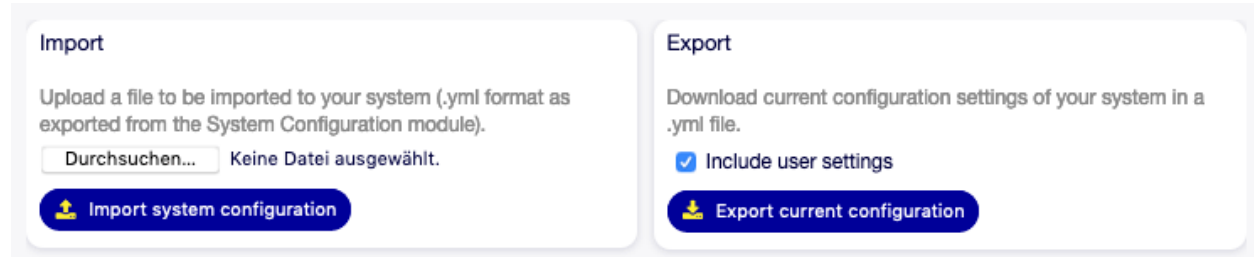 Import
Upload a file to be imported to your system (.yml format as
exported from the System Configuration module).
Durchsuchen... Keine Datei ausgewählt.
Import system configuration
Export
Download current configuration settings of your system in a
.yml file.
Include user settings
Export current configuration